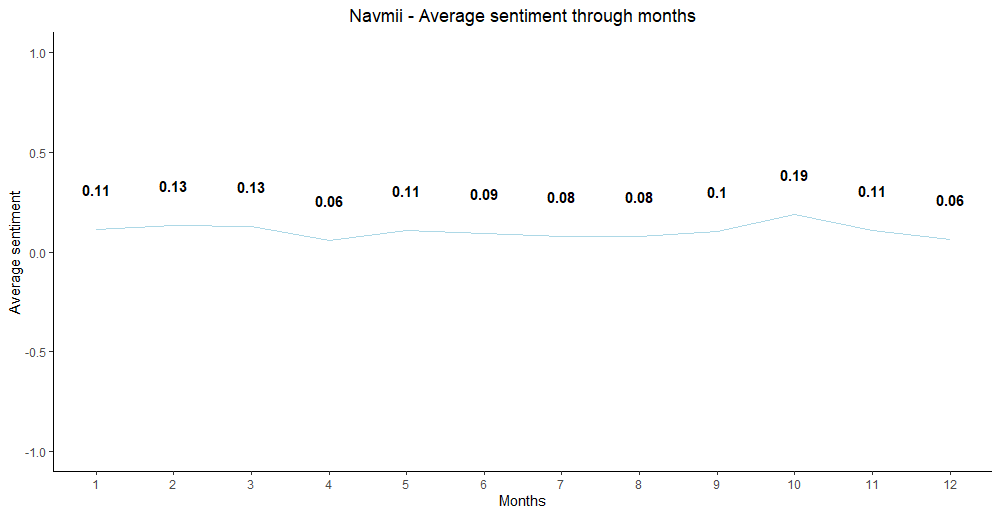 Navmii - Average sentiment through months
1.0
0.5
0.0
-0.5
-1.0
Average sentiment
0.11 0.13 0.13 0.06 0.11 0.09 0.08 0.08 0.1 0.19 0.11 0.06
1 2 3 4 5 6 7 8 9 10 11 12
Months